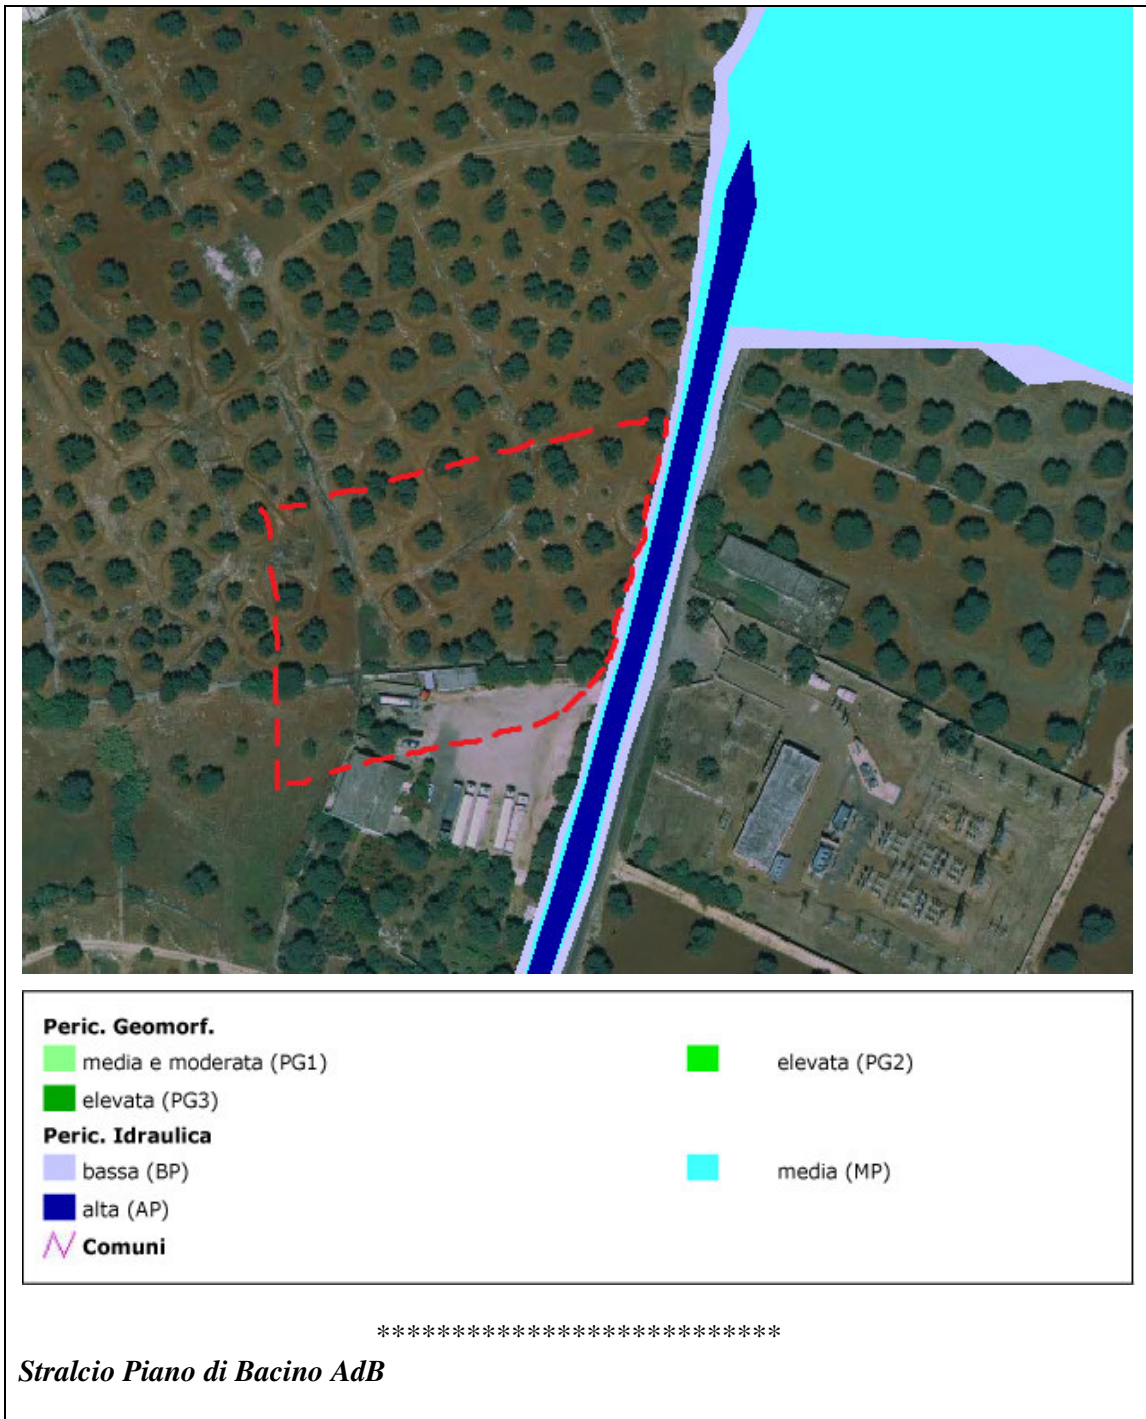 Peric. Geomorf.
media e moderata (PG1)
elevata (PG2)
elevata (PG3)
Peric. Idraulica
bassa (BP)
media (MP)
alta (AP)
Comuni
***************************
Stralcio Piano di Bacino AdB